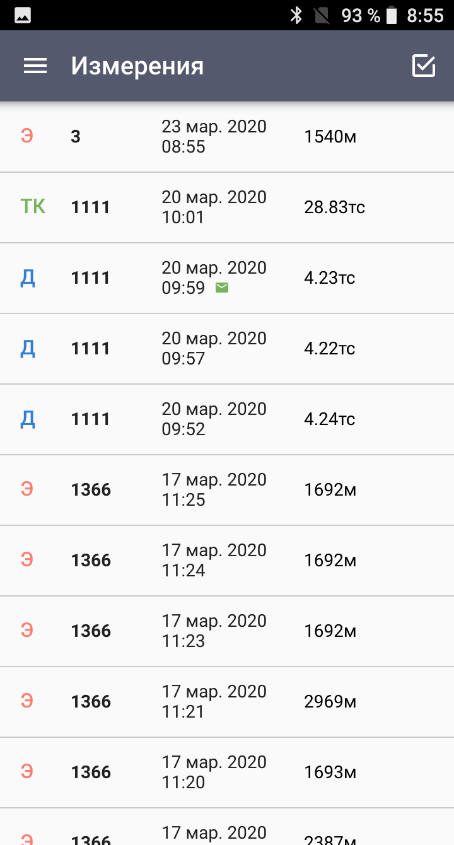 93 % 8:55
Измерения
Э 3 23 мар. 2020 1540м
08:55
ТК 1111 20 мар. 2020 28.83тс
10:01
Д 1111 20 мар. 2020 4.23тс
09:59
Д 1111 20 мар. 2020 4.22тс
09:57
Д 1111 20 мар. 2020 4.24тс
09:52
Э 1366 17 мар. 2020 1692м
11:25
Э 1366 17 мар. 2020 1692м
11:24
Э 1366 17 мар. 2020 1692м
11:23
Э 1366 17 мар. 2020 2969м
11:21
Э 1366 17 мар. 2020 1693м
11:20
Э 1366 17 мар. 2020 2387м